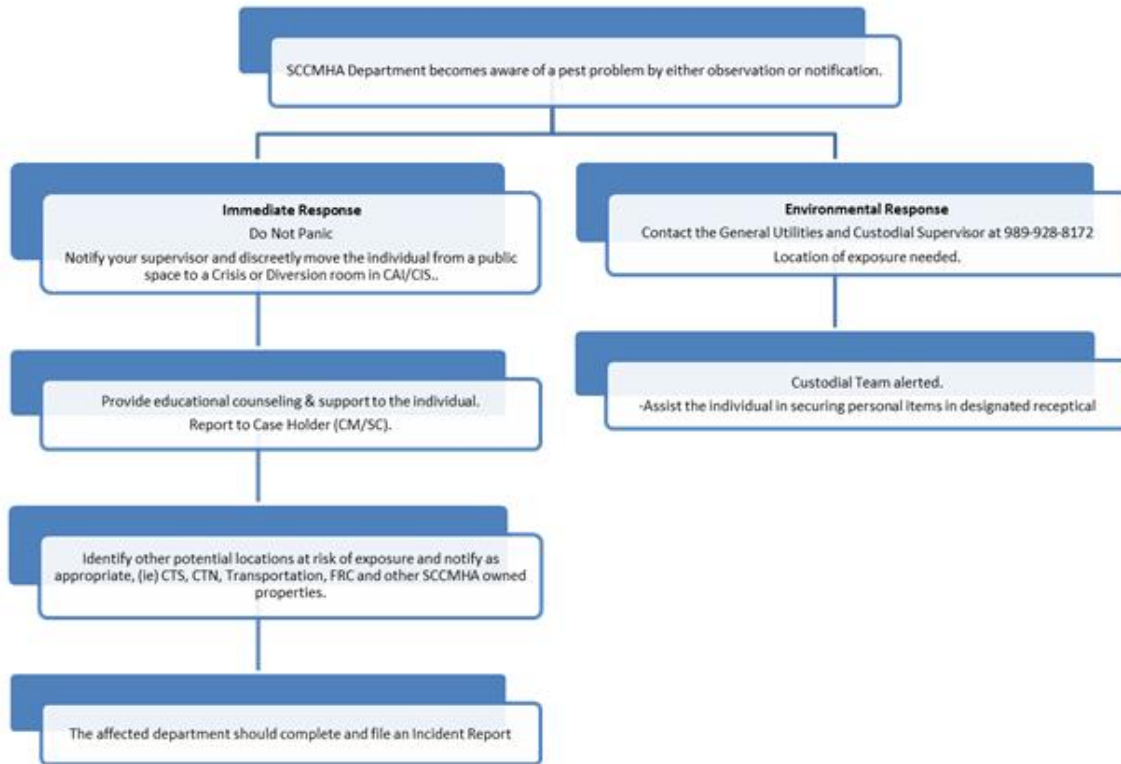 SCCMHA Department becomes aware of a pest problem by either observation or notification.
Immediate Response
Do Not Panic
Notify your supervisor and discreetly move the individual from a public
space to a Crisis or Diversion room in CAI/CIS..
Provide educational counseling & support to the individual.
Report to Case Holder (CM/SC).
Identify other potential locations at risk of exposure and notify as
appropriate, (ie) CTS, CTN, Transportation, FRC and other SCCMHA owned
properties.
The affected department should complete and file an Incident Report
Environmental Response
Contact the General Utilities and Custodial Supervisor at 989-928-8172
Location of exposure needed.
Custodial Team alerted.
-Assist the individual in securing personal items in designated receptical